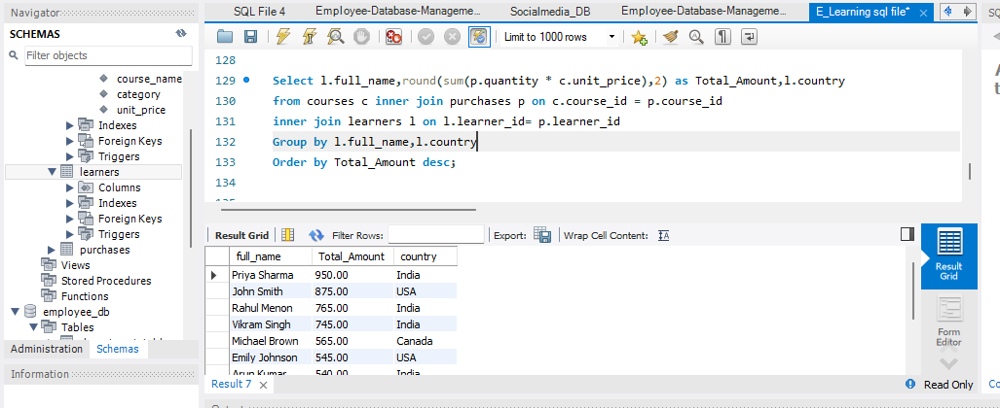 Navigator
SQL File 4
Employee-Database-Manageme...
Socialmedia_DB
Employee-Database-Manageme...
E_Learning sql file*
SQ
SCHEMAS
Filter objects
Limit to 1000 rows
course_name
category
unit_price
Indexes
Foreign Keys
Triggers
learners
Columns
Indexes
Foreign Keys
Triggers
purchases
Views
Stored Procedures
Functions
employee_db
Tables
Administration Schemas
Information
128
129 Select l.full_name,round(sum(p.quantity * c.unit_price),2) as Total_Amount,l.country
130 from courses c inner join purchases p on c.course_id = p.course_id
131 inner join learners l on l.learner_id= p.learner_id
132 Group by l.full_name,l.country
133 Order by Total_Amount desc;
134
Result Grid Filter Rows: Export: Wrap Cell Content:
full_name Total_Amount country
Priya Sharma 950.00 India
John Smith 875.00 USA
Rahul Menon 765.00 India
Vikram Singh 745.00 India
Michael Brown 565.00 Canada
Emily Johnson 545.00 USA
Arun Kumar 540.00 India
Result
Grid
Form
Editor
Result 7
Read Only
Co